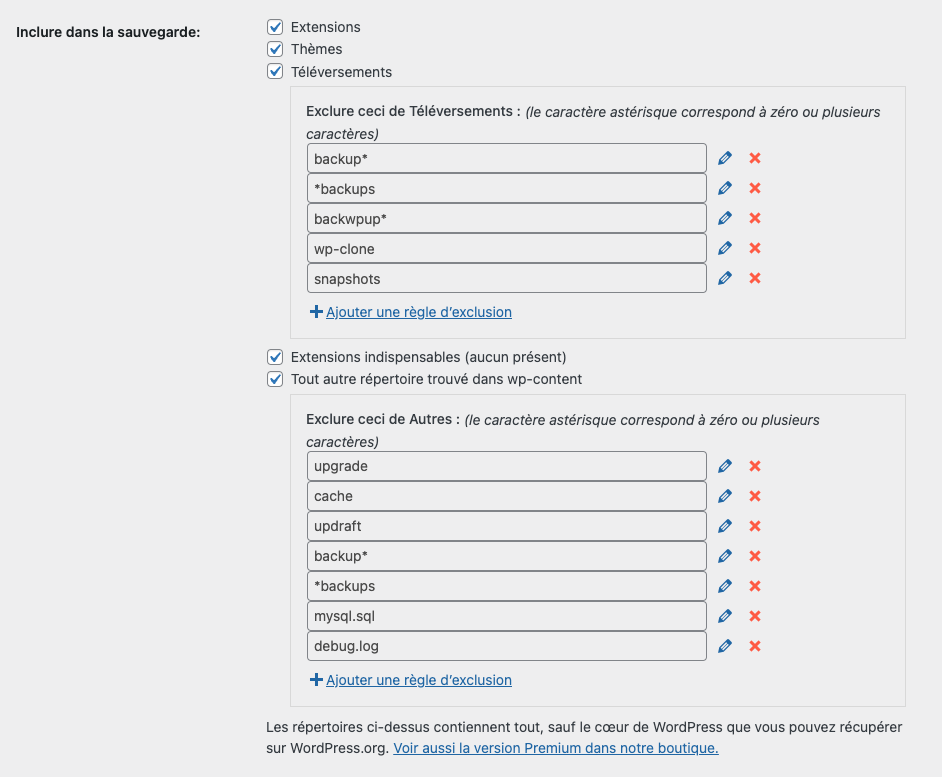 Inclure dans la sauvegarde:
Extensions
Thèmes
Téléversements
Exclure ceci de Téléversements : (le caractère astérisque correspond à zéro ou plusieurs
caractères)
backup*
*backups
backwpup*
wp-clone
snapshots
Ajouter une règle d’exclusion
Extensions indispensables (aucun présent)
Tout autre répertoire trouvé dans wp-content
Exclure ceci de Autres : (le caractère astérisque correspond à zéro ou plusieurs
caractères)
upgrade
cache
updraft
backup*
*backups
mysql.sql
debug.log
Ajouter une règle d’exclusion
Les répertoires ci-dessus contiennent tout, sauf le cœur de WordPress que vous pouvez récupérer
sur WordPress.org. Voir aussi la version Premium dans notre boutique.